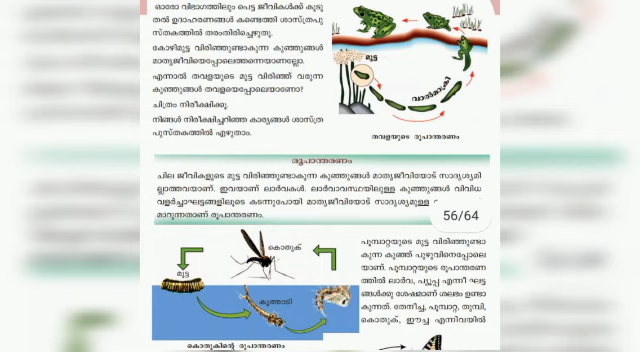 ഓരോ വിഭാഗത്തിലും പെട്ട ജീവികൾക്ക് കൂടു
തൽ ഉദാഹരണങ്ങൾ കണ്ടെത്തി ശാസ്ത്രപു
സ്തകത്തിൽ തരംതിരിച്ചെഴുതൂ.
കോഴിമുട്ട വിരിഞ്ഞുണ്ടാകുന്ന കുഞ്ഞുങ്ങൾ
മാതൃജീവിയെപ്പോലെത്തന്നെയാണല്ലോ.
എന്നാൽ തവളയുടെ മുട്ട വിരിഞ്ഞ് വരുന്ന
കുഞ്ഞുങ്ങൾ തവളയെപ്പോലെയാണോ?
ചിത്രം നിരീക്ഷിക്കൂ.
നിങ്ങൾ നിരീക്ഷിച്ചറിഞ്ഞ കാര്യങ്ങൾ ശാസ്ത്ര
പുസ്തകത്തിൽ എഴുതാം.
മുട്ട
വാൽമാക്രി
തവളയുടെ രൂപാന്തരണം
രൂപാന്തരണം
ചില ജീവികളുടെ മുട്ട വിരിഞ്ഞുണ്ടാകുന്ന കുഞ്ഞുങ്ങൾ മാതൃജീവിയോട് സാദൃശ്യമി
ല്ലാത്തവയാണ്. ഇവയാണ് ലാർവകൾ. ലാർവാവസ്ഥയിലുള്ള കുഞ്ഞുങ്ങൾ വിവിധ
വളർച്ചാഘട്ടങ്ങളിലൂടെ കടന്നുപോയി മാതൃജീവിയോട് സാദൃശ്യമുള്ള
മാറുന്നതാണ് രൂപാന്തരണം.
56/64
കൊതുക്
മുട്ട
കൂത്താടി
കൊതുകിന്റെ രൂപാന്തരണം
പൂമ്പാറ്റയുടെ മുട്ട വിരിഞ്ഞുണ്ടാ
കുന്ന കുഞ്ഞ് പുഴുവിനെപ്പോലെ
യാണ്. പൂമ്പാറ്റയുടെ രൂപാന്തരണ
ത്തിൽ ലാർവ, പ്യൂപ്പ എന്നീ ഘട്ട
ങ്ങൾക്കു ശേഷമാണ് ശലഭം ഉണ്ടാ
കുന്നത്. തേനീച്ച, പൂമ്പാറ്റ, തുമ്പി,
കൊതുക്, ഈച്ച എന്നിവയിൽ